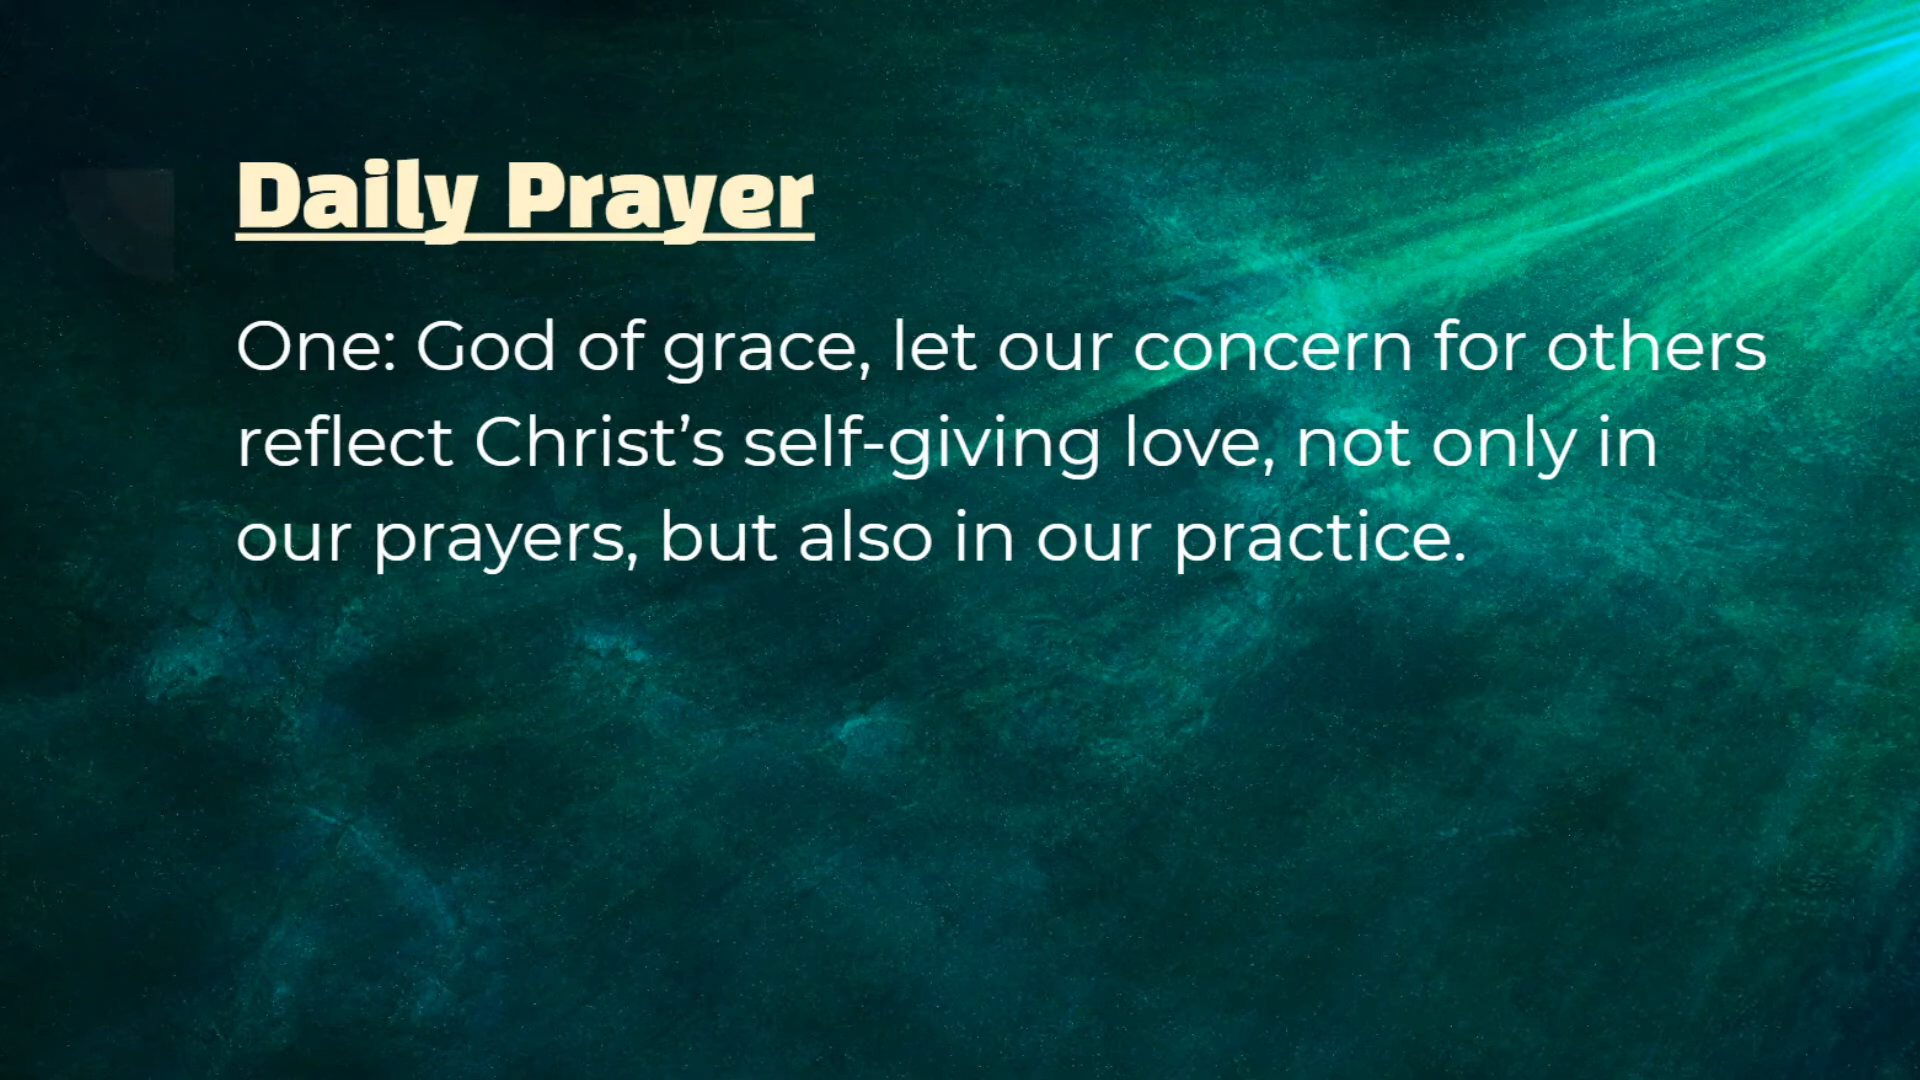 Daily Prayer
One: God of grace, let our concern for others
reflect Christ’s self-giving love, not only in
our prayers, but also in our practice.